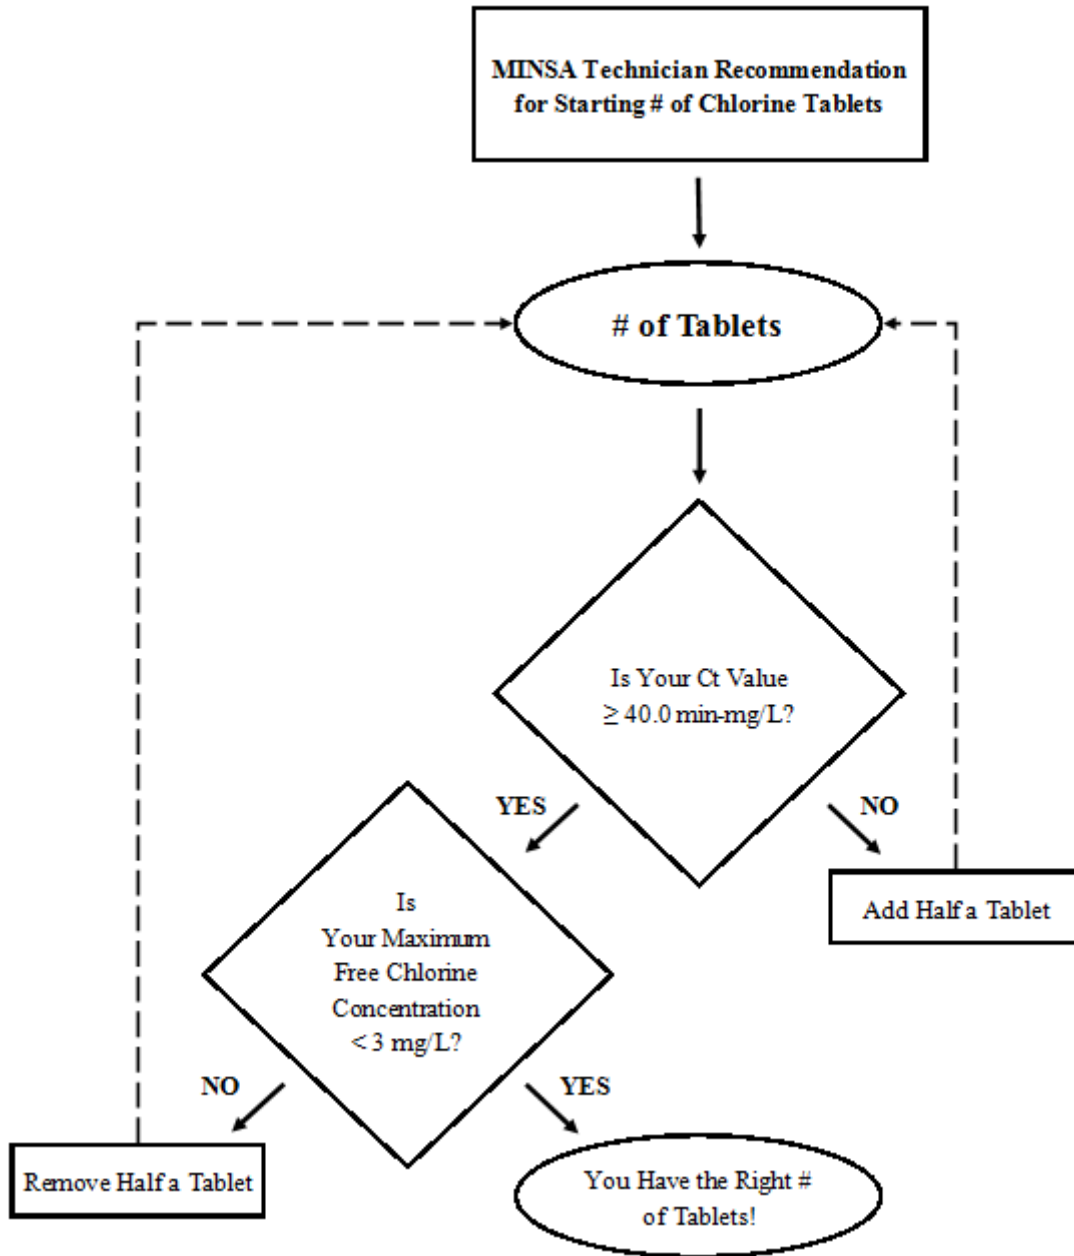 MINSA Technician Recommendation
for Starting # of Chlorine Tablets
# of Tablets
Is Your Ct Value
≥ 40.0 min-mg/L?
YES
NO
Add Half a Tablet
Is
Your Maximum
Free Chlorine
Concentration
< 3 mg/L?
NO
YES
Remove Half a Tablet
You Have the Right #
of Tablets!